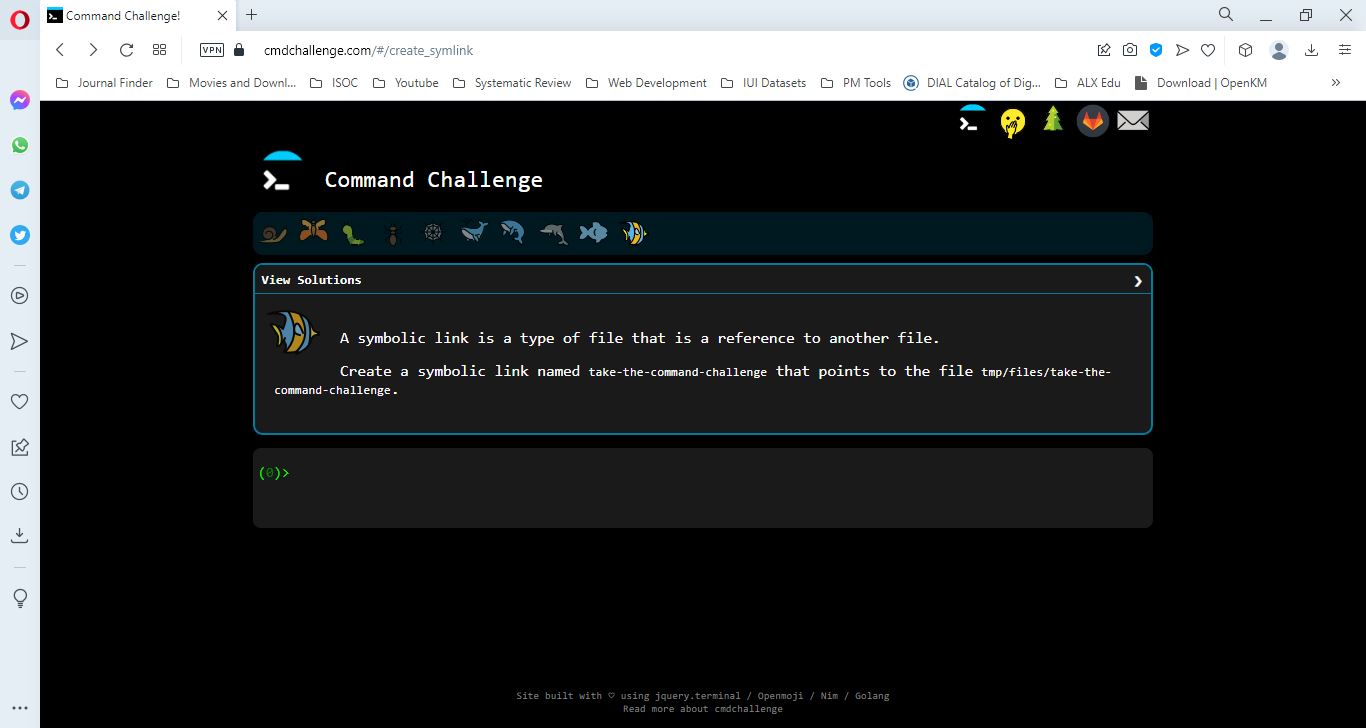 Command Challenge!
VPN
cmdchallenge.com/#/create_symlink
Journal Finder Movies and Downl... ISOC Youtube Systematic Review Web Development IUI Datasets PM Tools DIAL Catalog of Dig... ALX Edu Download | OpenKM »
Command Challenge
View Solutions
A symbolic link is a type of file that is a reference to another file.
Create a symbolic link named take-the-command-challenge that points to the file tmp/files/take-the-
command-challenge.
(0)>
Site built with ♡ using jquery.terminal / Openmoji / Nim / Golang
Read more about cmdchallenge